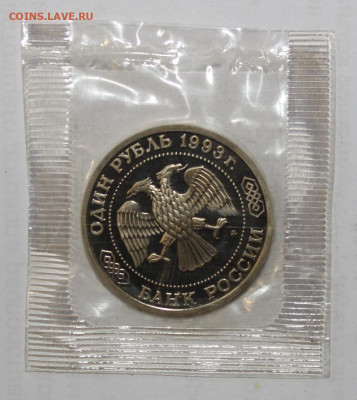 COINS.LAVE.RU
ОДИН РУБЛЬ 1993 г.
БАНК РОССИИ